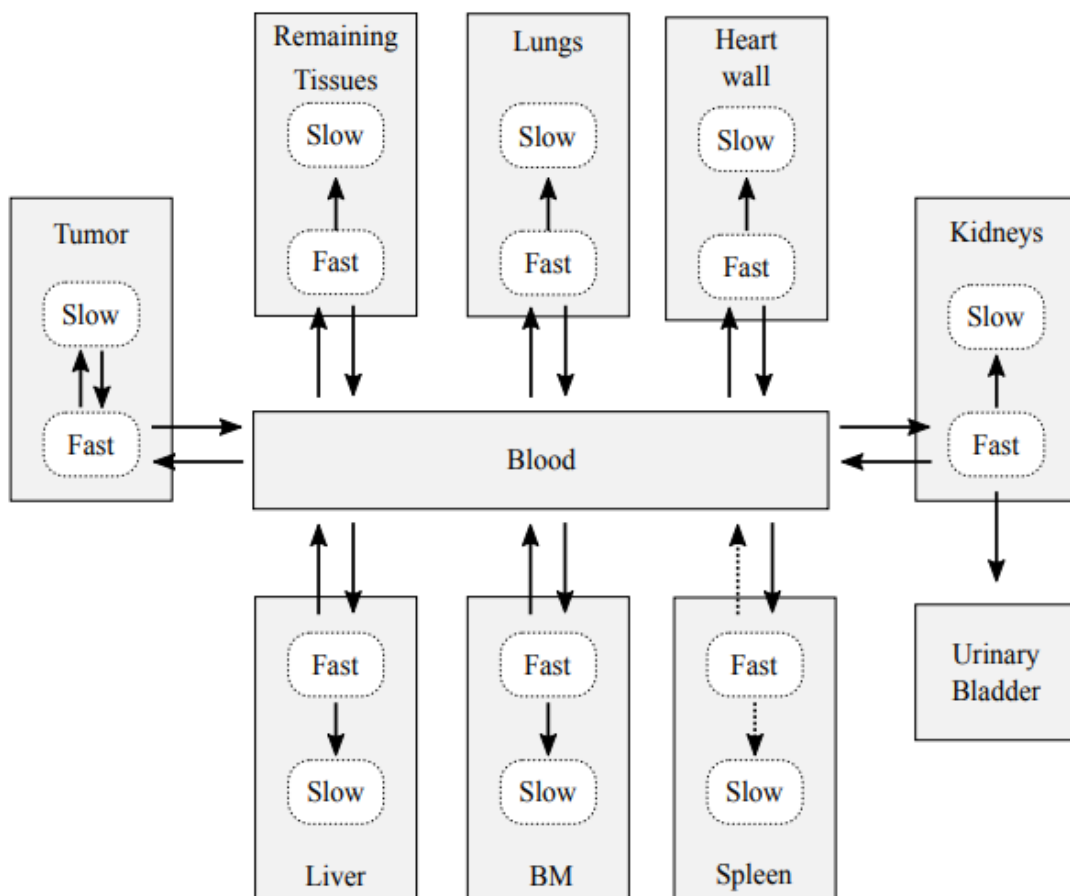 Remaining
Tissues
Slow
Fast
Lungs
Slow
Fast
Heart
wall
Slow
Fast
Tumor
Slow
Fast
Blood
Kidneys
Slow
Fast
Fast
Slow
Liver
Fast
Slow
BM
Fast
Slow
Spleen
Urinary
Bladder